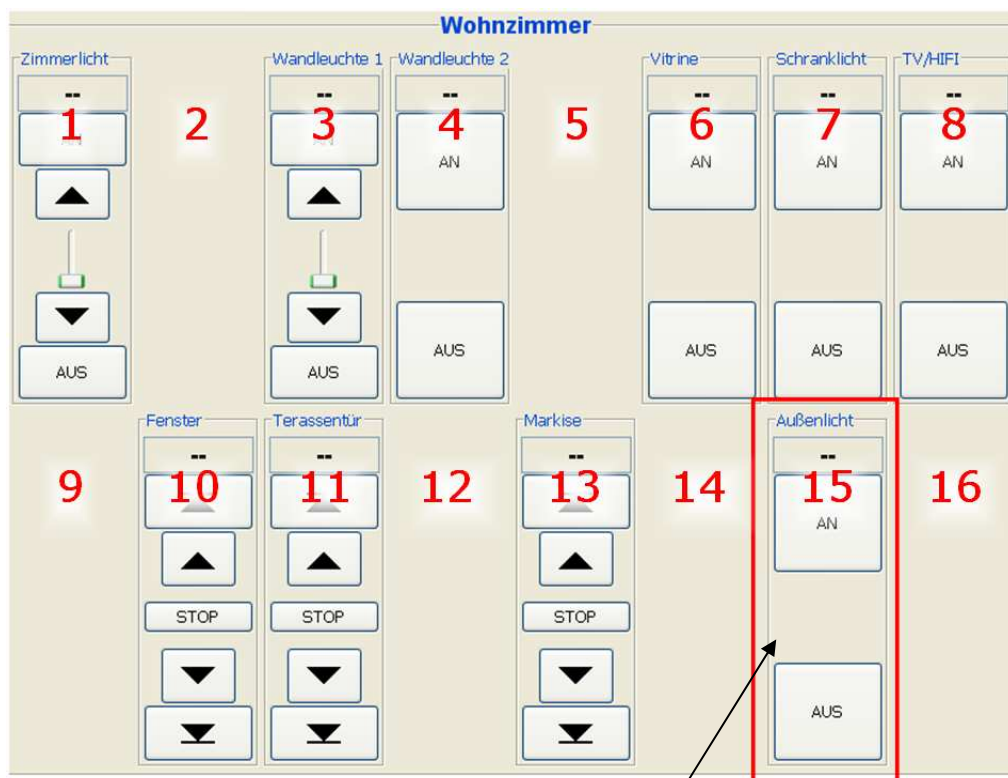 Wohnzimmer
Zimmerlicht Wandleuchte 1 Wandleuchte 2 Vitrine Schranklicht TV/HIFI
-- -- -- -- -- --
1 2 3 4 5 6 7 8
AN AN AN AN
AUS AUS AUS AUS
AUS AUS
Fenster Terassentür Markise Außenlicht
-- -- -- --
9 10 11 12 13 14 15 16
AN
STOP STOP STOP
AUS